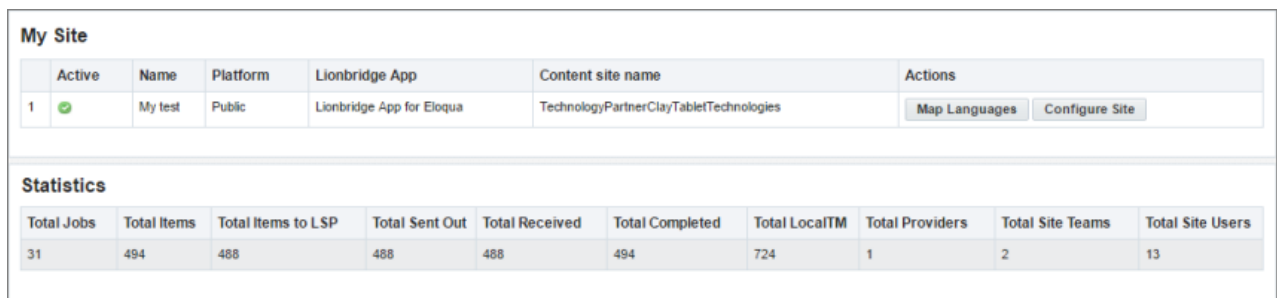 My Site
Active Name Platform Lionbridge App Content site name Actions
1 My test Public Lionbridge App for Eloqua TechnologyPartnerClayTabletTechnologies Map Languages Configure Site
Statistics
Total Jobs Total Items Total Items to LSP Total Sent Out Total Received Total Completed Total LocalTM Total Providers Total Site Teams Total Site Users
31 494 488 488 488 494 724 1 2 13